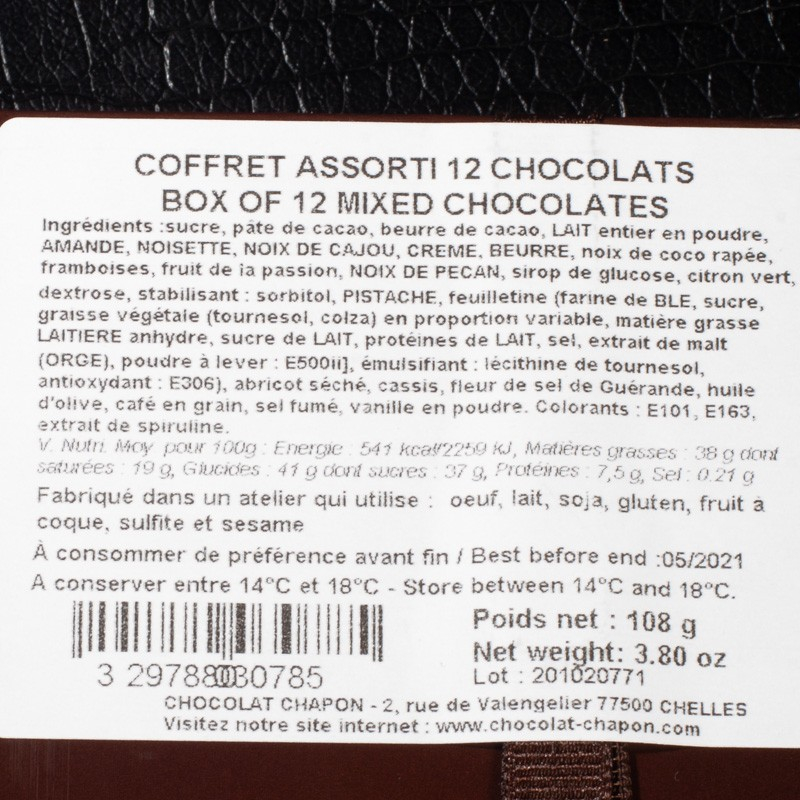 COFFRET ASSORTI 12 CHOCOLATS
BOX OF 12 MIXED CHOCOLATES
Ingrédients :sucre, pâte de cacao, beurre de cacao, LAIT entier en poudre,
AMANDE, NOISETTE, NOIX DE CAJOU, CREME, BEURRE, noix de coco rapée,
framboises, fruit de la passion, NOIX DE PECAN, sirop de glucose, citron vert,
dextrose, stabilisant : sorbitol, PISTACHE, feuilletine (farine de BLE, sucre,
graisse végétale (tournesol, colza) en proportion variable, matière grasse
LAITIERE anhydre, sucre de LAIT, protéines de LAIT, sel, extrait de malt
(ORGE), poudre à lever : E500ii], émulsifiant : lécithine de tournesol,
antioxydant : E306), abricot séché, cassis, fleur de sel de Guérande, huile
d'olive, café en grain, sel fumé, vanille en poudre. Colorants : E101, E163,
extrait de spiruline.
V. Nutri. Moy pour 100g : Energie : 541 kcal/2259 kJ, Matières grasses : 38 g dont
saturées : 19 g, Glucides : 41 g dont sucres : 37 g, Protéines : 7,5 g, Sel : 0.21 g
Fabriqué dans un atelier qui utilise : oeuf, lait, soja, gluten, fruit à
coque, sulfite et sesame
À consommer de préférence avant fin / Best before end :05/2021
A conserver entre 14°C et 18°C - Store between 14°C and 18°C.
Poids net : 108 g
Net weight: 3.80 oz
Lot : 201020771
3 297880030785
CHOCOLAT CHAPON - 2, rue de Valengelier 77500 CHELLES
Visitez notre site internet : www.chocolat-chapon.com